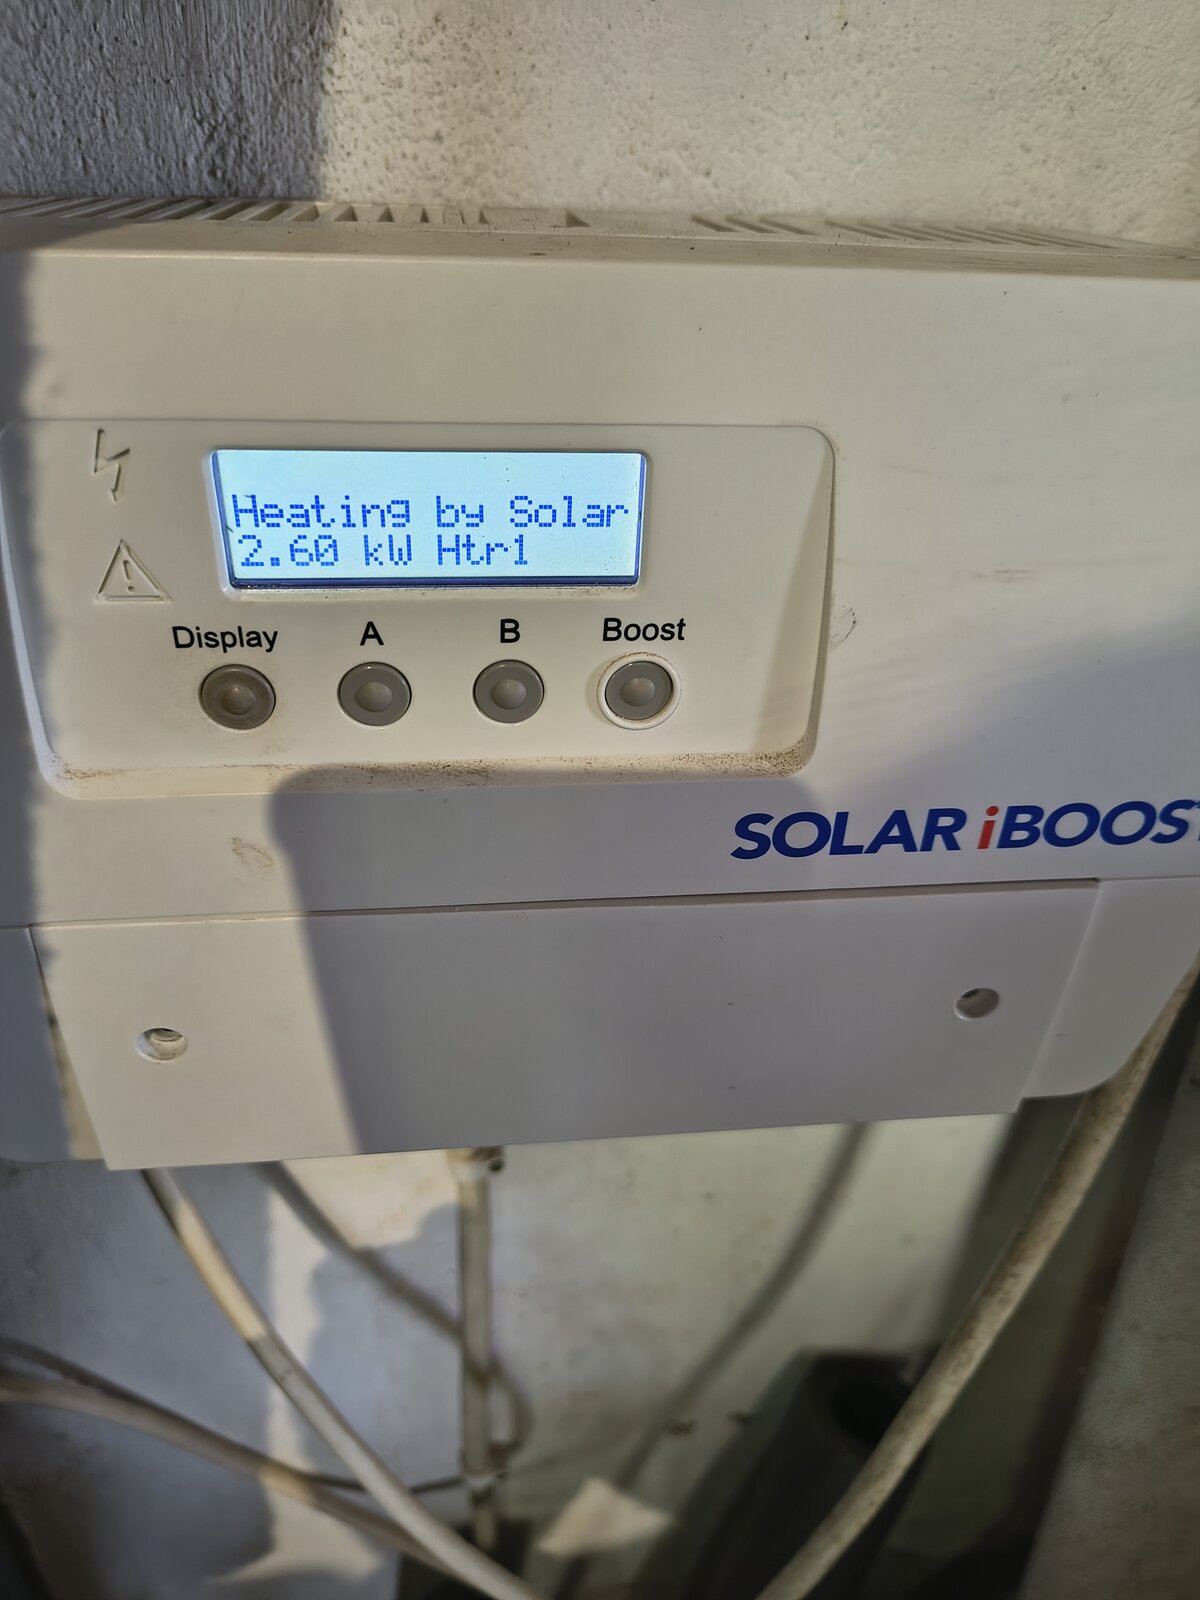 Heating by Solar
2.60 kW Htr1
Display A B Boost
SOLAR iBOOST